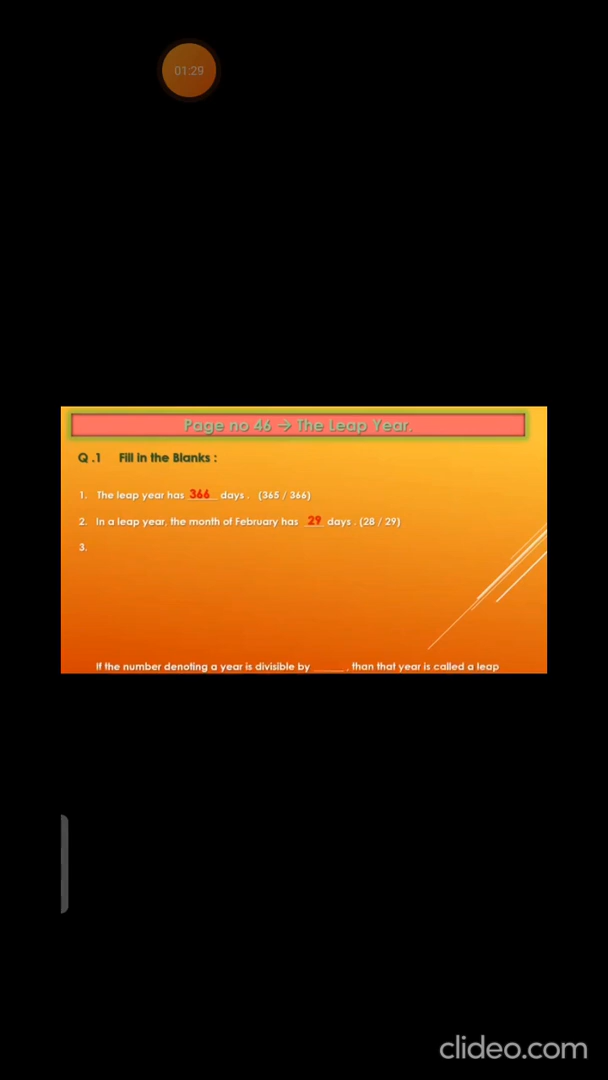 01:29
Page no 46 → The Leap Year.
Q .1 Fill in the Blanks :
1. The leap year has 366 days . (365 / 366)
2. In a leap year, the month of February has 29 days . (28 / 29)
3.
If the number denoting a year is divisible by ______ , than that year is called a leap
clideo.com